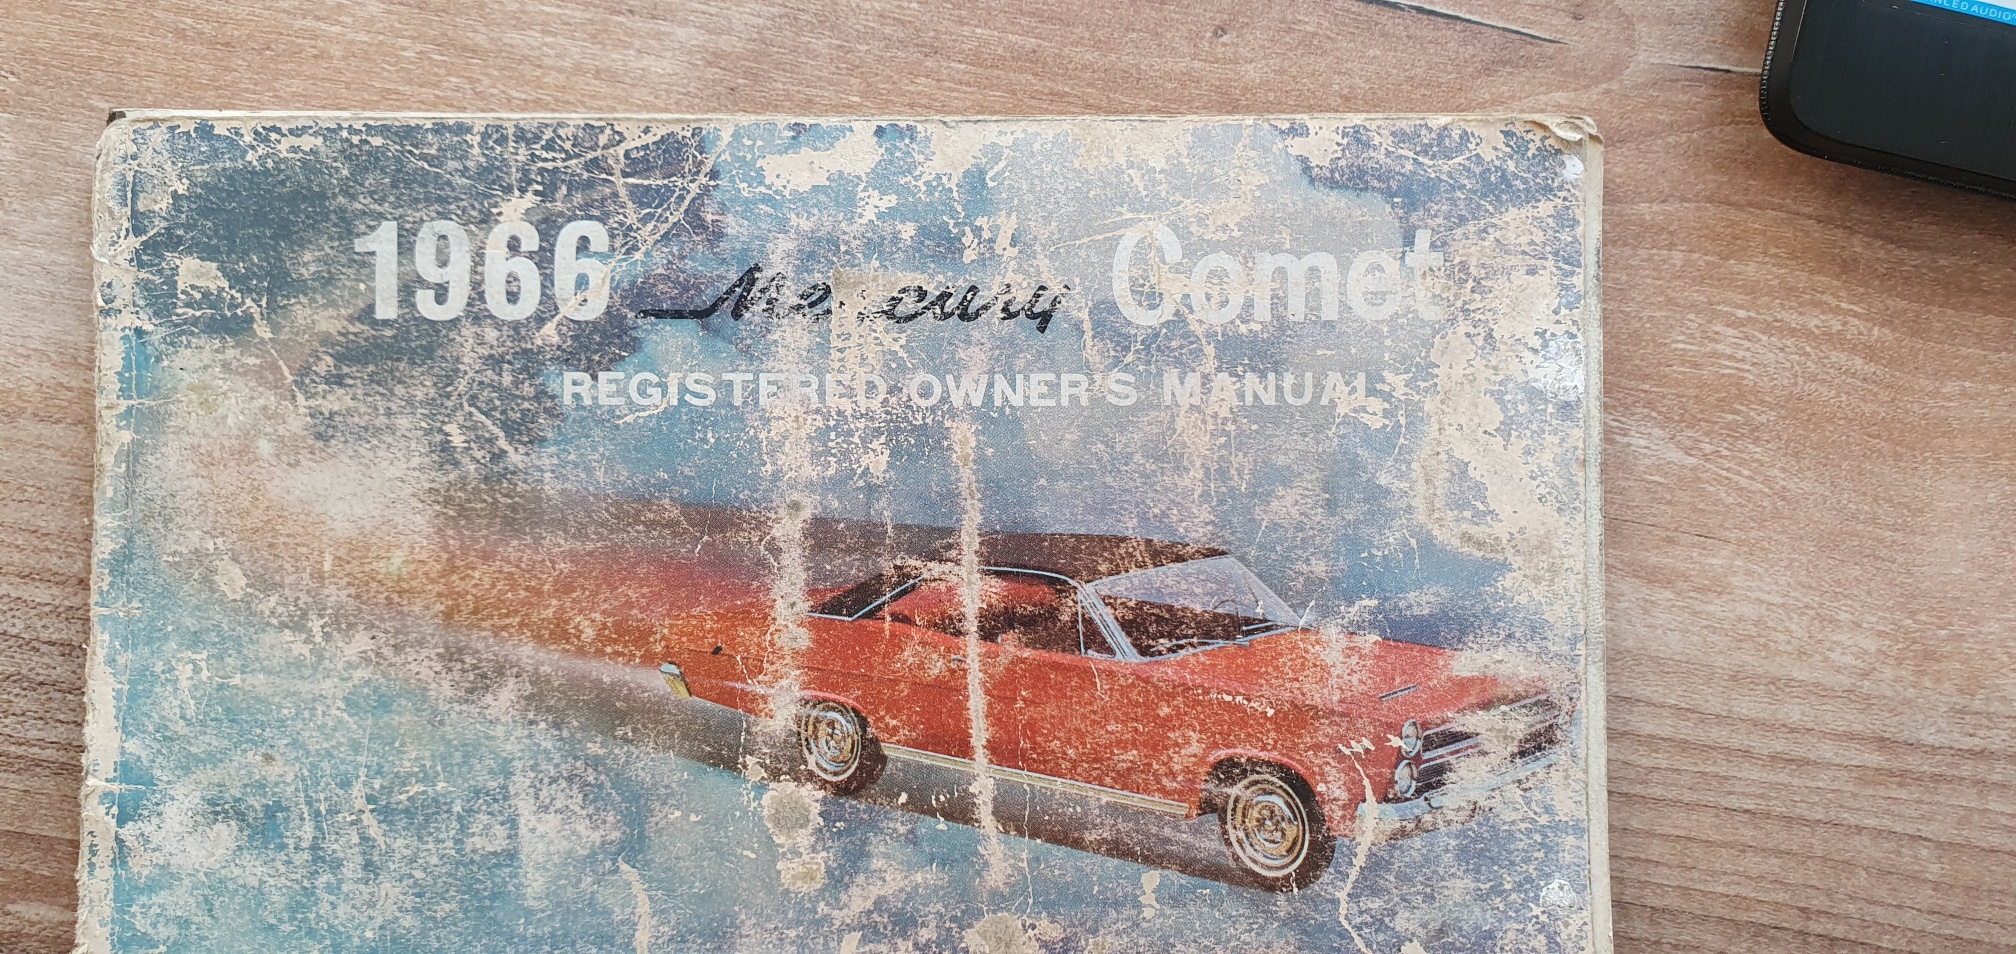 1966 Mercury Comet
REGISTERED OWNER'S MANUAL